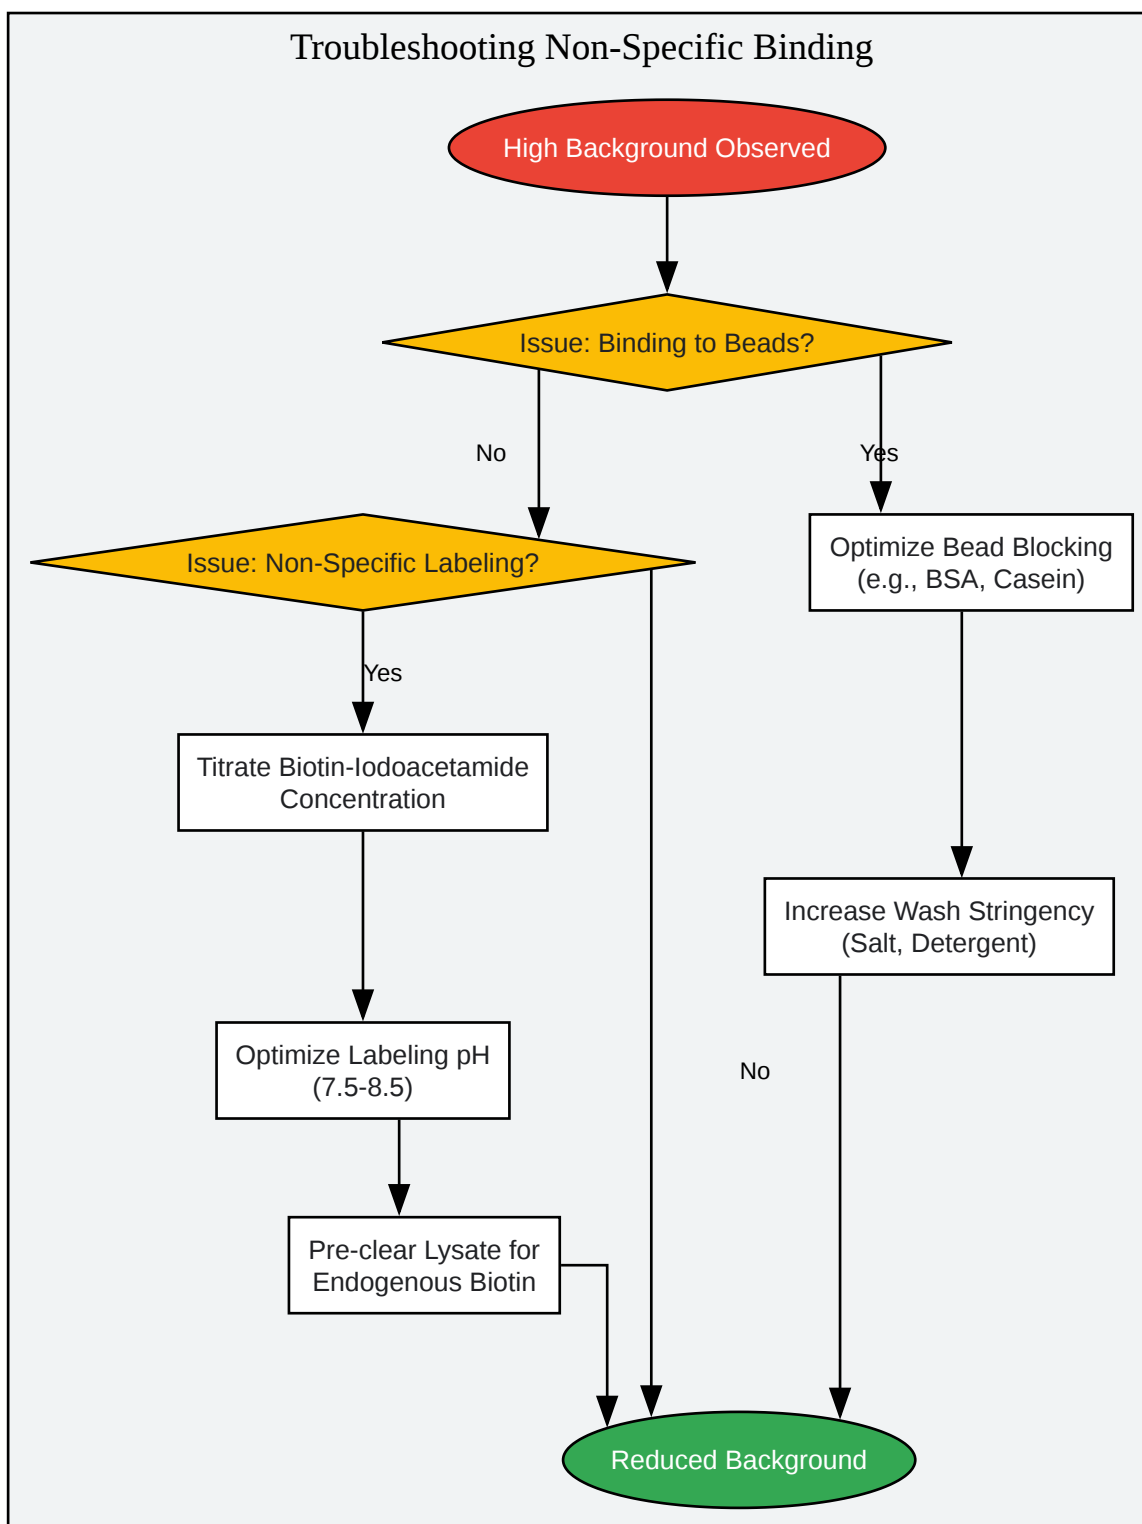 Troubleshooting Non-Specific Binding
High Background Observed
Issue: Binding to Beads?
No
Yes
Issue: Non-Specific Labeling?
Optimize Bead Blocking
(e.g., BSA, Casein)
Yes
Titrate Biotin-Iodoacetamide
Concentration
Increase Wash Stringency
(Salt, Detergent)
Optimize Labeling pH
(7.5-8.5)
No
Pre-clear Lysate for
Endogenous Biotin
Reduced Background